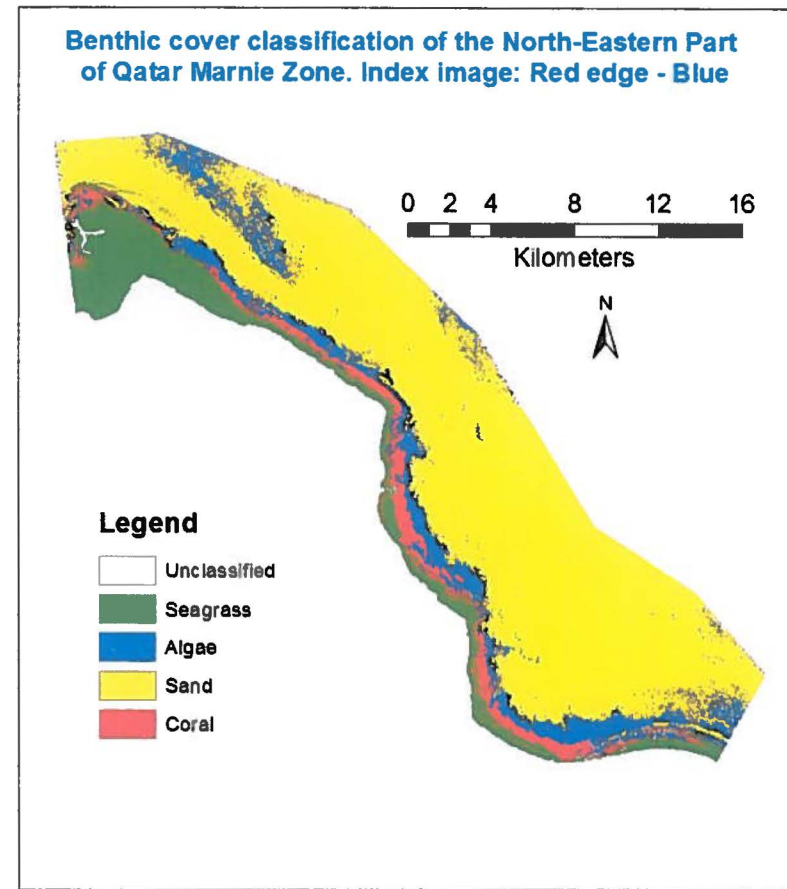 Benthic cover classification of the North-Eastern Part
of Qatar Marnie Zone. Index image: Red edge - Blue
0 2 4 8 12 16
Kilometers
N
Legend
Unclassified
Seagrass
Algae
Sand
Coral